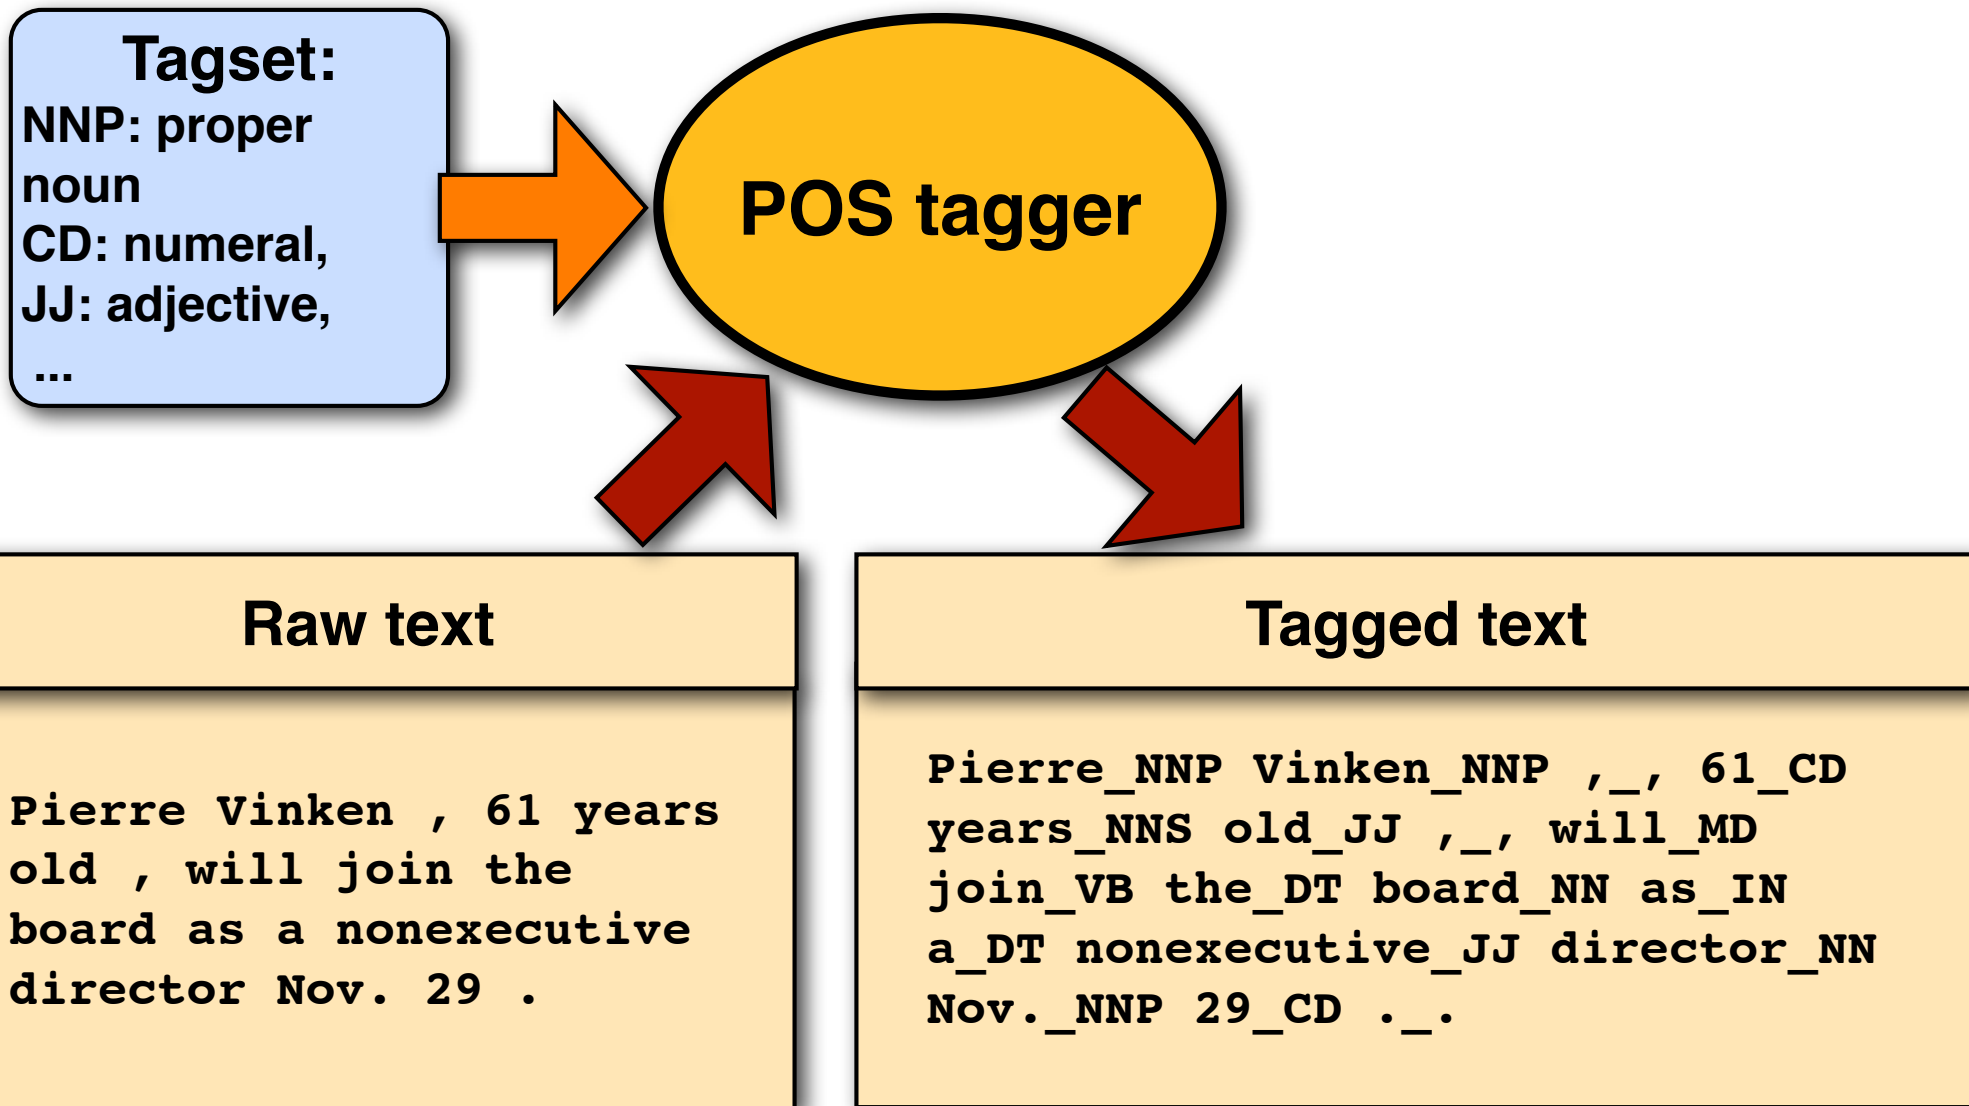 Tagset:
NNP: proper
noun
CD: numeral,
JJ: adjective,
...
POS tagger
Raw text
Pierre Vinken , 61 years
old , will join the
board as a nonexecutive
director Nov. 29 .
Tagged text
Pierre_NNP Vinken_NNP ,_, 61_CD
years_NNS old_JJ ,_, will_MD
join_VB the_DT board_NN as_IN
a_DT nonexecutive_JJ director_NN
Nov._NNP 29_CD ._.